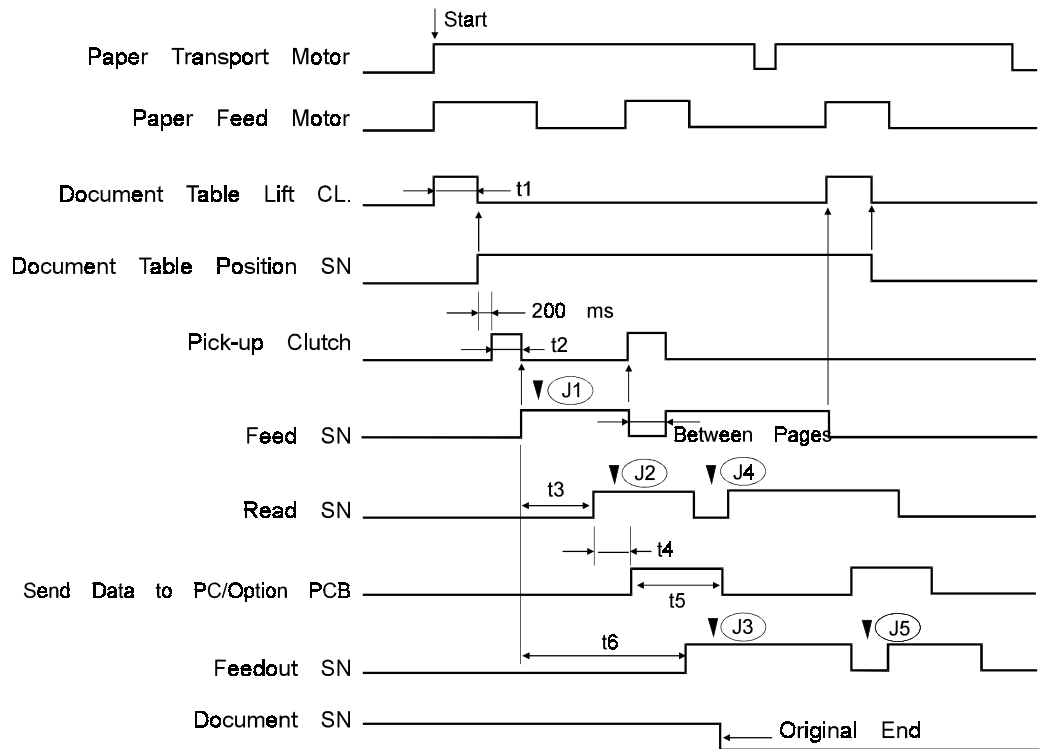 Start
Paper Transport Motor
Paper Feed Motor
Document Table Lift CL.
t1
Document Table Position SN
200 ms
Pick-up Clutch
t2
J1
Feed SN
Between Pages
J2
J4
t3
Read SN
t4
Send Data to PC/Option PCB
t5
J3
J5
t6
Feedout SN
Document SN
Original End